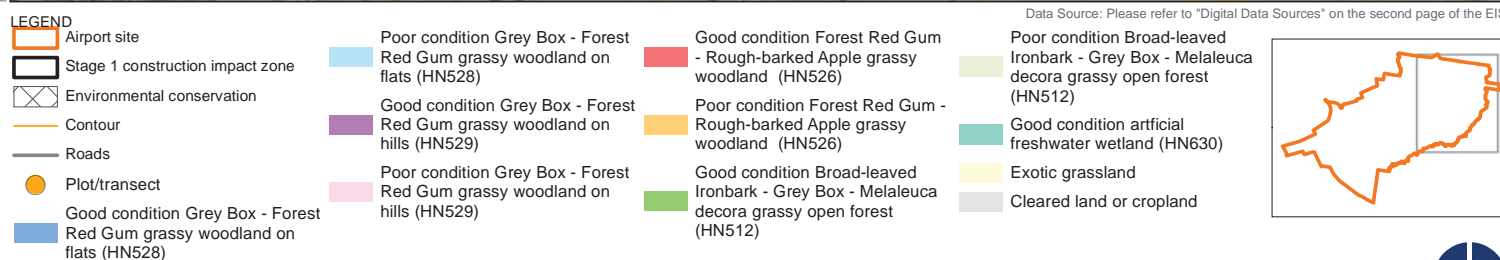 Data Source: Please refer to "Digital Data Sources" on the second page of the EIS
LEGEND
Airport site
Stage 1 construction impact zone
Environmental conservation
Contour
Roads
Plot/transect
Good condition Grey Box - Forest
Red Gum grassy woodland on
flats (HN528)
Poor condition Grey Box - Forest
Red Gum grassy woodland on
flats (HN528)
Good condition Grey Box - Forest
Red Gum grassy woodland on
hills (HN529)
Poor condition Grey Box - Forest
Red Gum grassy woodland on
hills (HN529)
Good condition Forest Red Gum
- Rough-barked Apple grassy
woodland (HN526)
Poor condition Forest Red Gum -
Rough-barked Apple grassy
woodland (HN526)
Good condition Broad-leaved
Ironbark - Grey Box - Melaleuca
decora grassy open forest
(HN512)
Poor condition Broad-leaved
Ironbark - Grey Box - Melaleuca
decora grassy open forest
(HN512)
Good condition artficial
freshwater wetland (HN630)
Exotic grassland
Cleared land or cropland